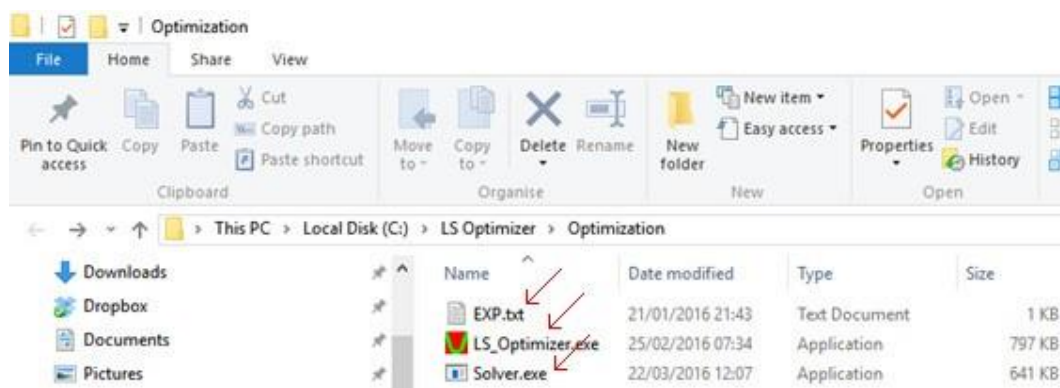 Optimization
File Home Share View
Pin to Quick access
Copy
Paste
Cut
Copy path
Paste shortcut
Move to
Copy to
Delete
Rename
New folder
New item
Easy access
Properties
Open
Edit
History
Clipboard Organise New Open
This PC > Local Disk (C:) > LS Optimizer > Optimization
Downloads
Dropbox
Documents
Pictures
Name Date modified Type Size
EXP.txt 21/01/2016 21:43 Text Document 1 KB
LS_Optimizer.exe 25/02/2016 07:34 Application 797 KB
Solver.exe 22/03/2016 12:07 Application 641 KB